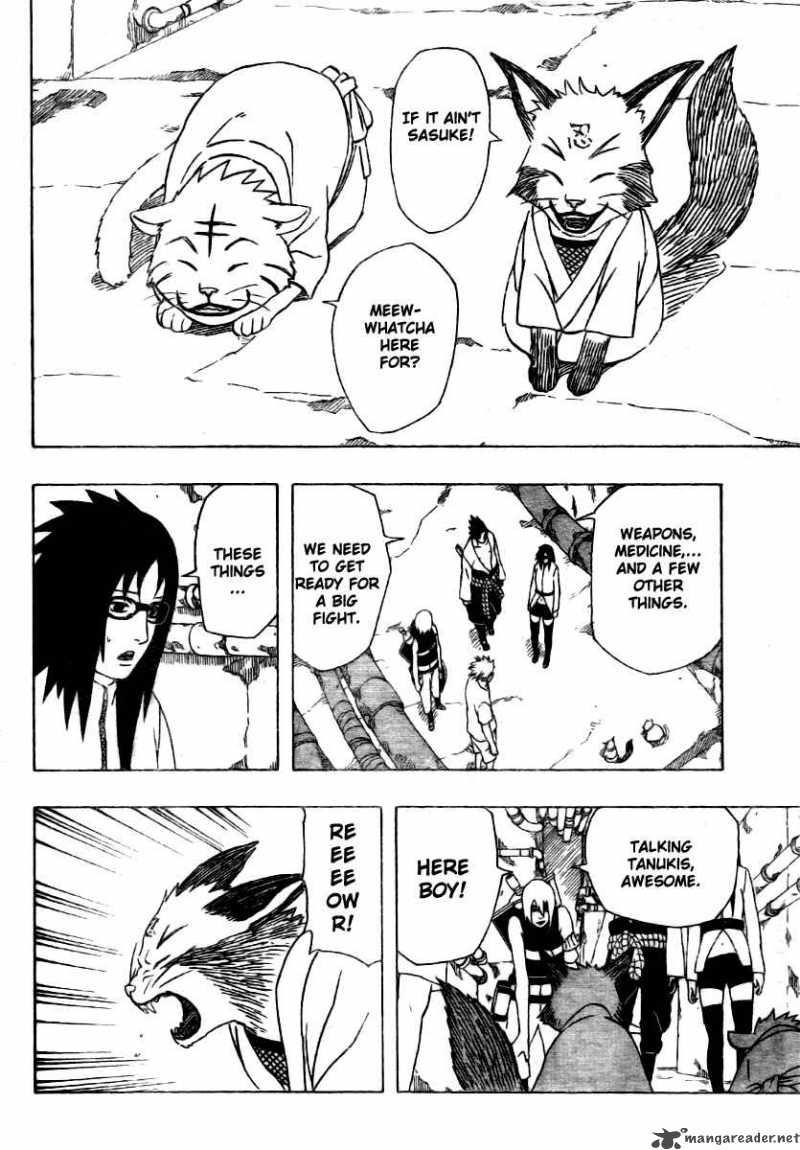 IF IT AIN'T
SASUKE!
MEEW-
WHATCHA
HERE
FOR?
忍
WEAPONS,
MEDICINE,...
AND A FEW
OTHER
THINGS.
WE NEED
TO GET
READY FOR
A BIG
FIGHT.
THESE
THINGS
...
TALKING
TANUKIS,
AWESOME.
HERE
BOY!
RE
EE
EE
OW
R!
mangareader.net